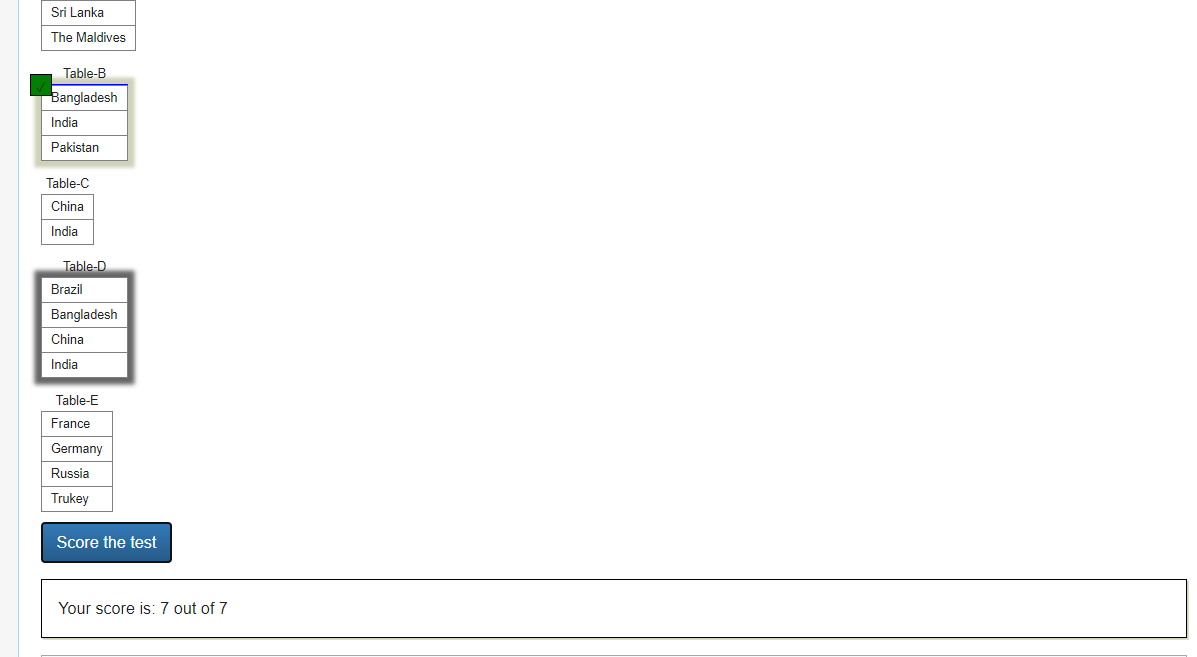 Sri Lanka
The Maldives
Table-B
Bangladesh
India
Pakistan
Table-C
China
India
Table-D
Brazil
Bangladesh
China
India
Table-E
France
Germany
Russia
Trukey
Score the test
Your score is: 7 out of 7